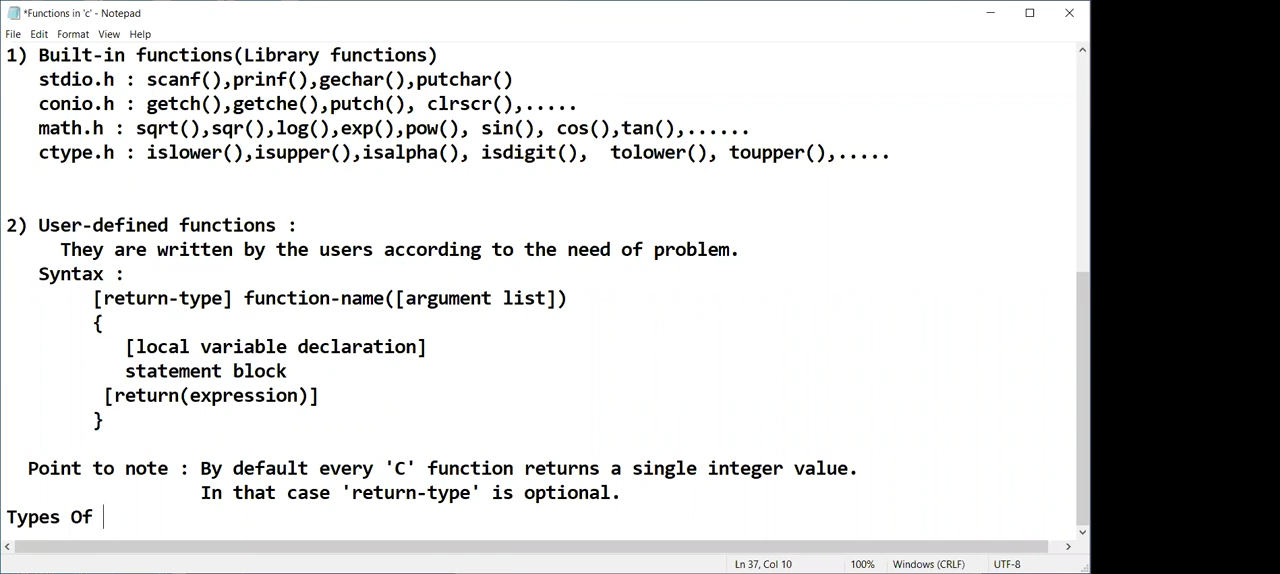 *Functions in 'c' - Notepad
File Edit Format View Help
1) Built-in functions(Library functions)
stdio.h : scanf(),prinf(),gechar(),putchar()
conio.h : getch(),getche(),putch(), clrscr(),.....
math.h : sqrt(),sqr(),log(),exp(),pow(), sin(), cos(),tan(),......
ctype.h : islower(),isupper(),isalpha(), isdigit(),  tolower(), toupper(),.....
2) User-defined functions :
They are written by the users according to the need of problem.
Syntax :
[return-type] function-name([argument list])
{
[local variable declaration]
statement block
[return(expression)]
}
Point to note : By default every 'C' function returns a single integer value.
In that case 'return-type' is optional.
Types Of
Ln 37, Col 10 100% Windows (CRLF) UTF-8